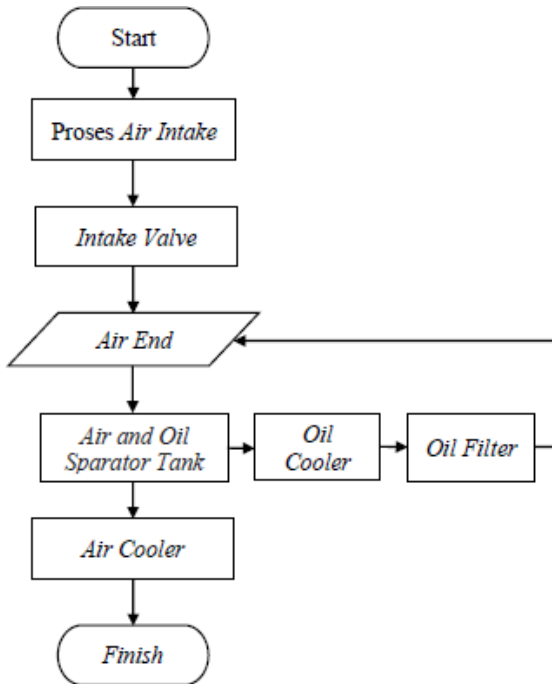 Start
Proses Air Intake
Intake Valve
Air End
Air and Oil
Sparator Tank
Oil
Cooler
Oil Filter
Air Cooler
Finish